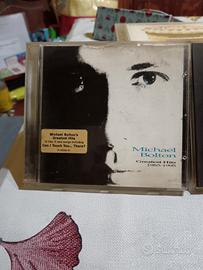 Michael Bolton's
Greatest Hits
Can I Touch You... There?
Michael
Bolton
Greatest Hits
1985-1995